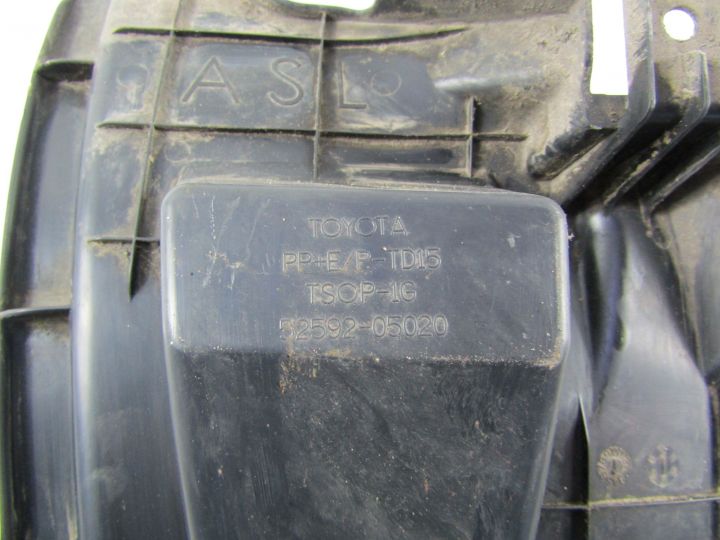 ASL
TOYOTA
PP+E/P-TD15
TSOP-1G
52592-05020